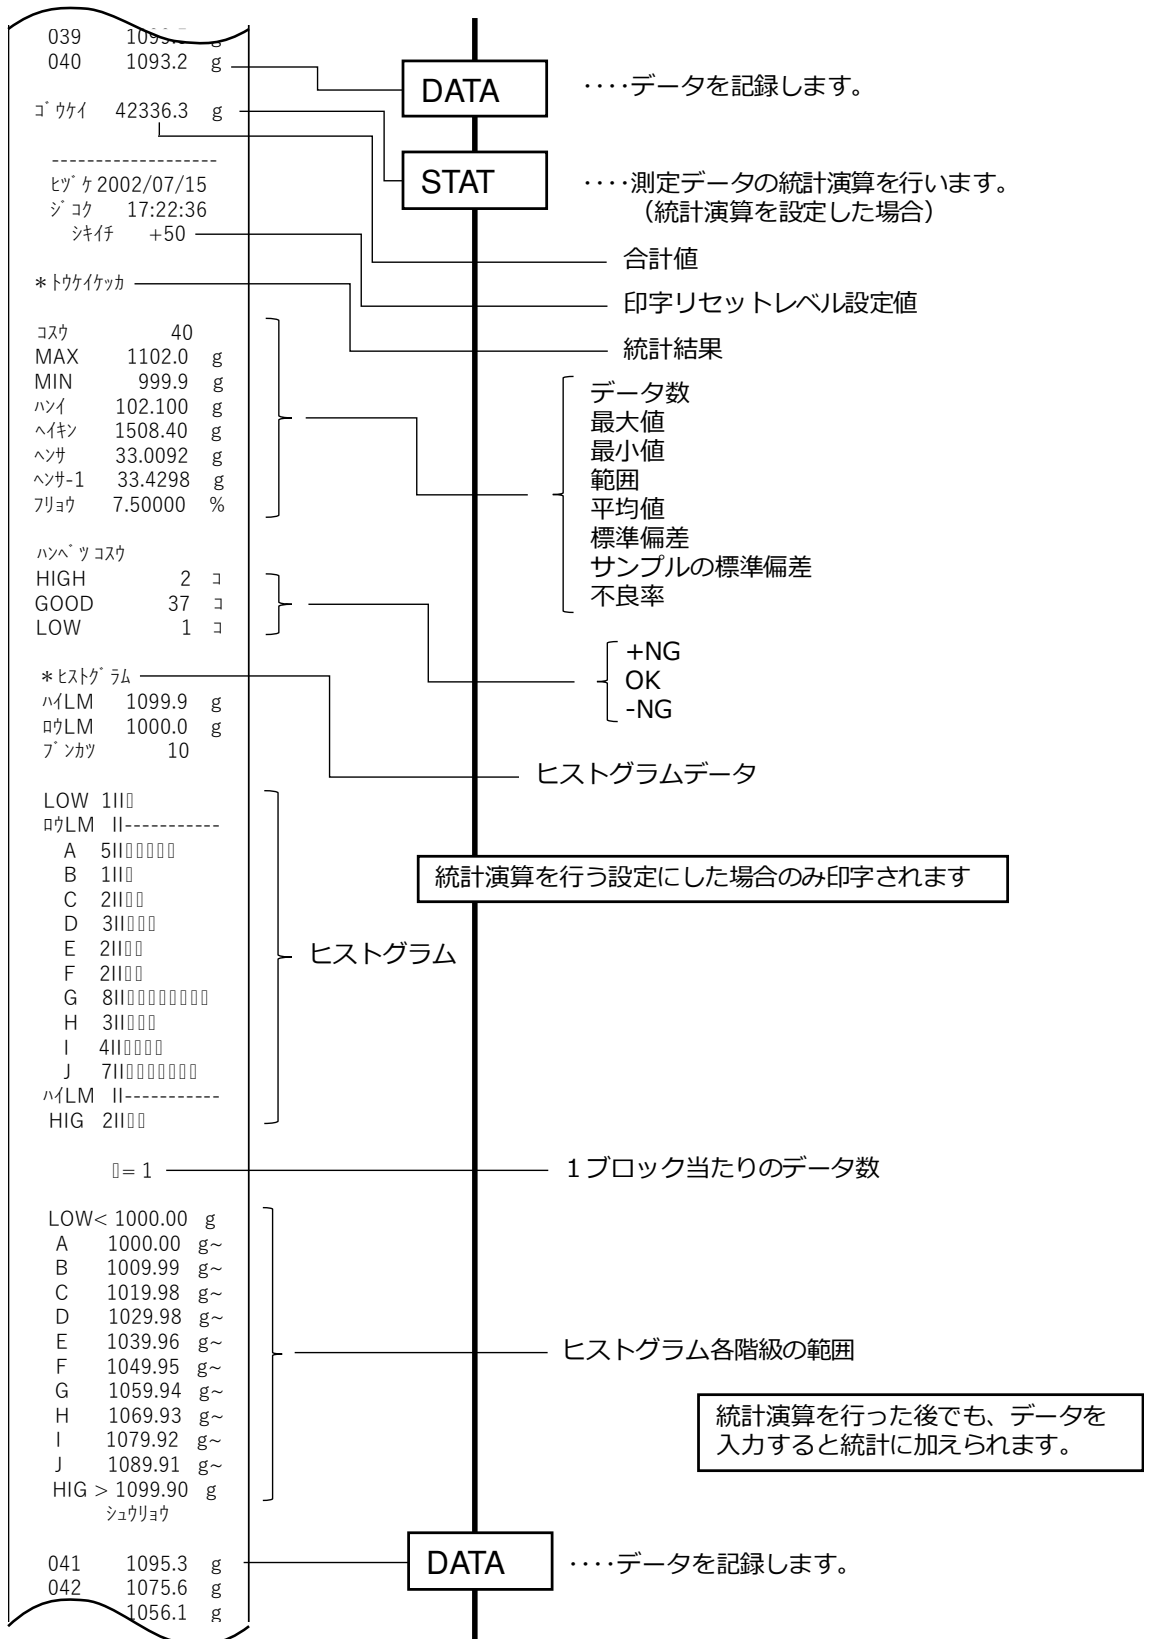 039 1099.5 g
040 1093.2 g
ｺﾞｳｹｲ 42336.3 g
-------------------
ﾋﾂﾞｹ 2002/07/15
ｼﾞｺｸ 17:22:36
ｼｷｲﾁ +50
＊ﾄｳｹｲｹｯｶ
ｺｽｳ 40
MAX 1102.0 g
MIN 999.9 g
ﾊﾝｲ 102.100 g
ﾍｲｷﾝ 1508.40 g
ﾍﾝｻ 33.0092 g
ﾍﾝｻ-1 33.4298 g
ﾌﾘｮｳ 7.50000 %
ﾊﾝﾍﾞﾂ ｺｽｳ
HIGH 2 ｺ
GOOD 37 ｺ
LOW 1 ｺ
＊ﾋｽﾄｸﾞﾗﾑ
ﾊｲLM 1099.9 g
ﾛｳLM 1000.0 g
ﾌﾞﾝｶﾂ 10
LOW 1II▯
ﾛｳLM II-----------
A 5II▯▯▯▯▯
B 1II▯
C 2II▯▯
D 3II▯▯▯
E 2II▯▯
F 2II▯▯
G 8II▯▯▯▯▯▯▯▯
H 3II▯▯▯
I 4II▯▯▯▯
J 7II▯▯▯▯▯▯▯
ﾊｲLM II-----------
HIG 2II▯▯
▯= 1
LOW< 1000.00 g
A 1000.00 g~
B 1009.99 g~
C 1019.98 g~
D 1029.98 g~
E 1039.96 g~
F 1049.95 g~
G 1059.94 g~
H 1069.93 g~
I 1079.92 g~
J 1089.91 g~
HIG > 1099.90 g
ｼｭｳﾘｮｳ
041 1095.3 g
042 1075.6 g
1056.1 g
DATA ････データを記録します。
STAT ････測定データの統計演算を行います。
（統計演算を設定した場合）
合計値
印字リセットレベル設定値
統計結果
データ数
最大値
最小値
範囲
平均値
標準偏差
サンプルの標準偏差
不良率
+NG
OK
-NG
ヒストグラムデータ
統計演算を行う設定にした場合のみ印字されます
ヒストグラム
１ブロック当たりのデータ数
ヒストグラム各階級の範囲
統計演算を行った後でも、データを
入力すると統計に加えられます。
DATA ････データを記録します。